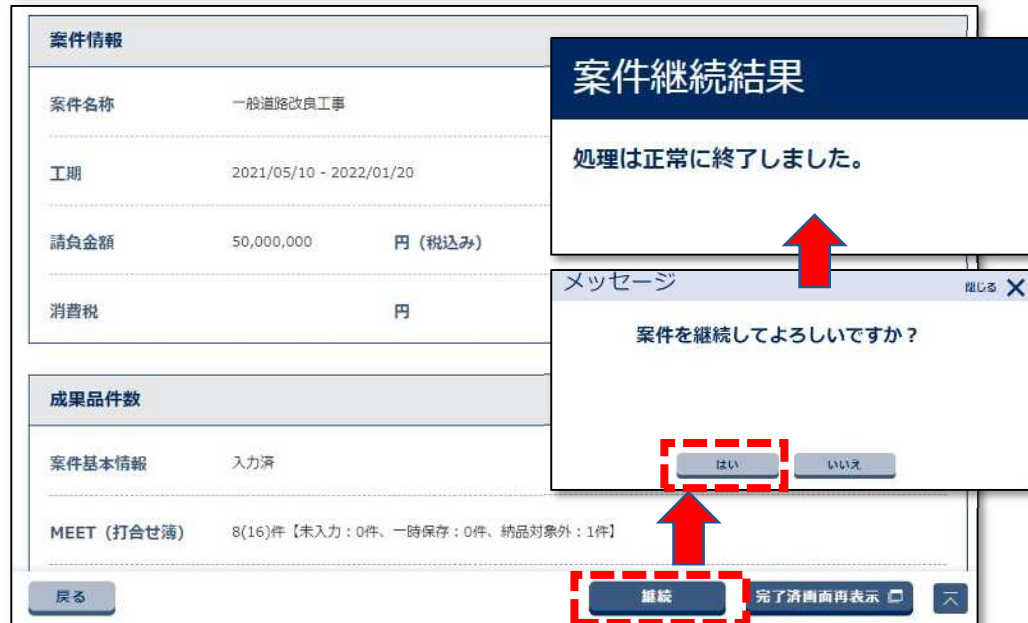 案件情報
案件名称 一般道路改良工事
工期 2021/05/10 - 2022/01/20
請負金額 50,000,000 円（税込み）
消費税 円
成果品件数
案件基本情報 入力済
MEET（打合せ簿） 8(16)件【未入力：0件、一時保存：0件、納品対象外：1件】
戻る 継続 完了済画面再表示
案件継続結果
処理は正常に終了しました。
メッセージ 閉じる
案件を継続してよろしいですか？
はい いいえ